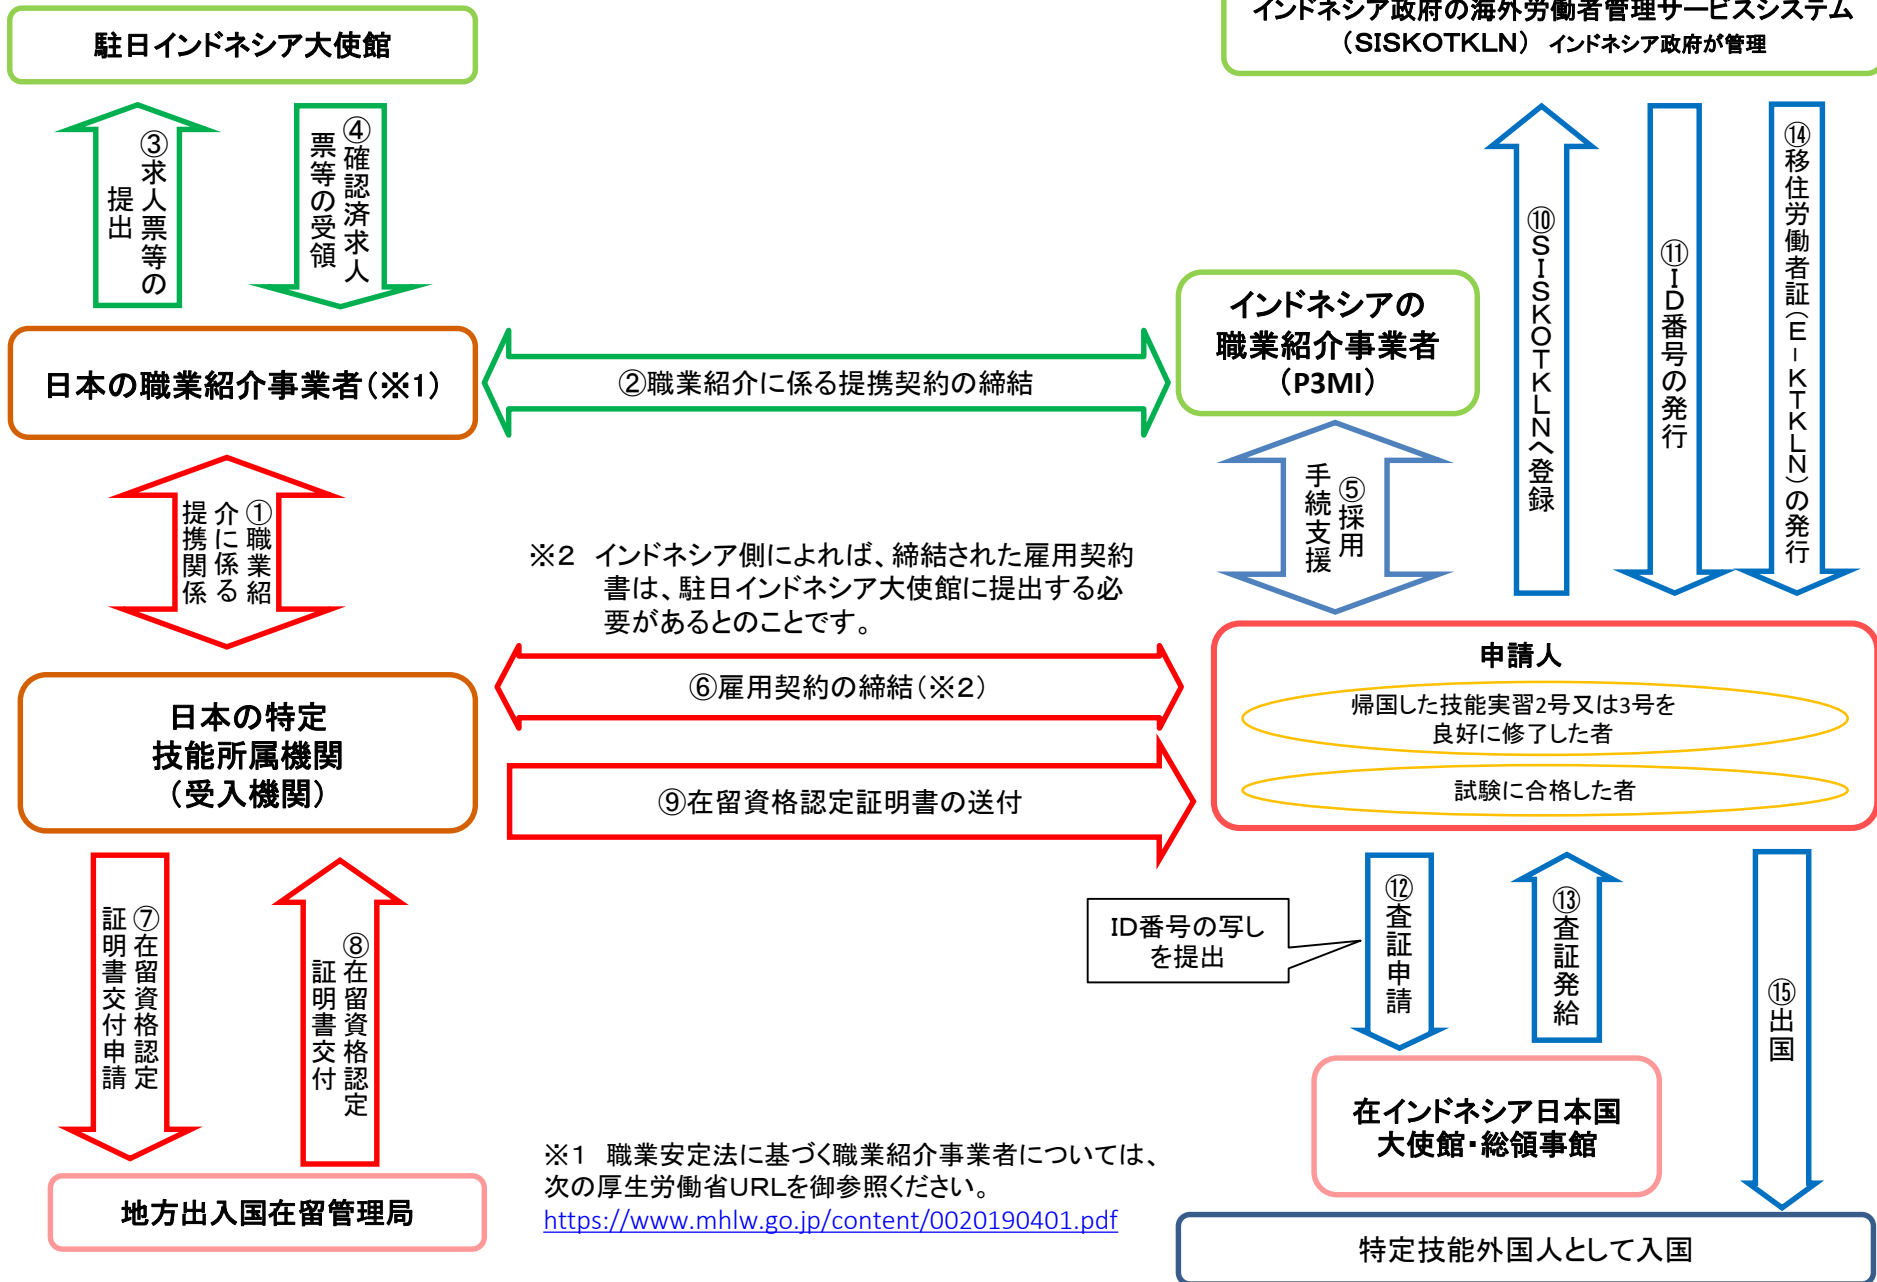 駐日インドネシア大使館
インドネシア政府の海外労働者管理サービスシステム
（SISKOTKLN） インドネシア政府が管理
③求人票等の
提出
④確認済求人
票等の受領
⑩SISKOTKLNへ登録
⑪ID番号の発行
⑭移住労働者証（E－KTKLN）の発行
日本の職業紹介事業者（※1）
②職業紹介に係る提携契約の締結
インドネシアの
職業紹介事業者
（P3MI）
①職業紹
介に係る
提携関係
⑤採用
手続支援
※2　インドネシア側によれば、締結された雇用契約
書は、駐日インドネシア大使館に提出する必
要があるとのことです。
日本の特定
技能所属機関
（受入機関）
⑥雇用契約の締結（※2）
⑨在留資格認定証明書の送付
申請人
帰国した技能実習2号又は3号を
良好に修了した者
試験に合格した者
⑦在留資格認定
証明書交付申請
⑧在留資格認定
証明書交付
ID番号の写し
を提出
⑫査証申請
⑬査証発給
⑮出国
在インドネシア日本国
大使館・総領事館
地方出入国在留管理局
※1　職業安定法に基づく職業紹介事業者については、
次の厚生労働省URLを御参照ください。
https://www.mhlw.go.jp/content/0020190401.pdf
特定技能外国人として入国